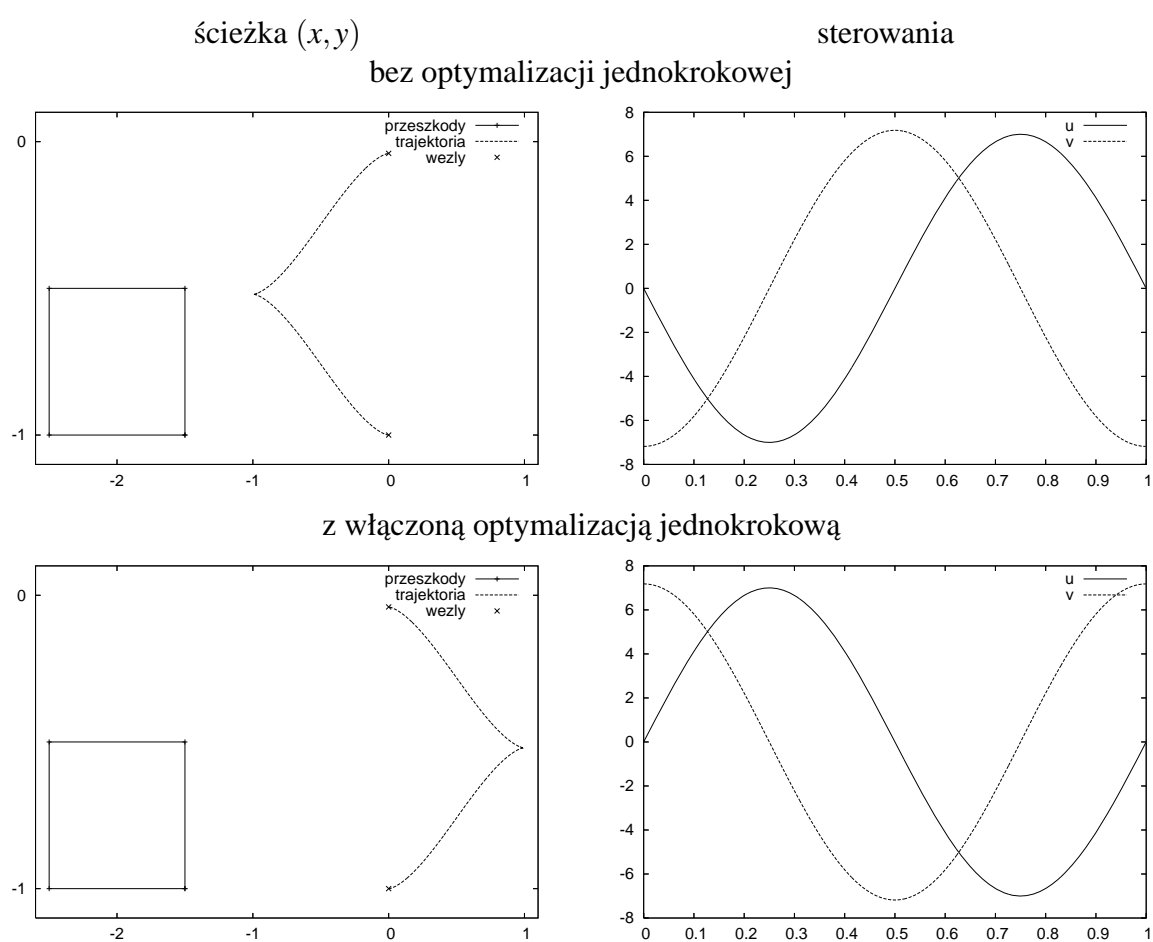 ścieżka (x,y) sterowania
bez optymalizacji jednokrokowej
przeszkody
trajektoria
wezly
0
-1
-2 -1 0 1
u
v
8
6
4
2
0
-2
-4
-6
-8
0 0.1 0.2 0.3 0.4 0.5 0.6 0.7 0.8 0.9 1
z włączoną optymalizacją jednokrokową
przeszkody
trajektoria
wezly
0
-1
-2 -1 0 1
u
v
8
6
4
2
0
-2
-4
-6
-8
0 0.1 0.2 0.3 0.4 0.5 0.6 0.7 0.8 0.9 1